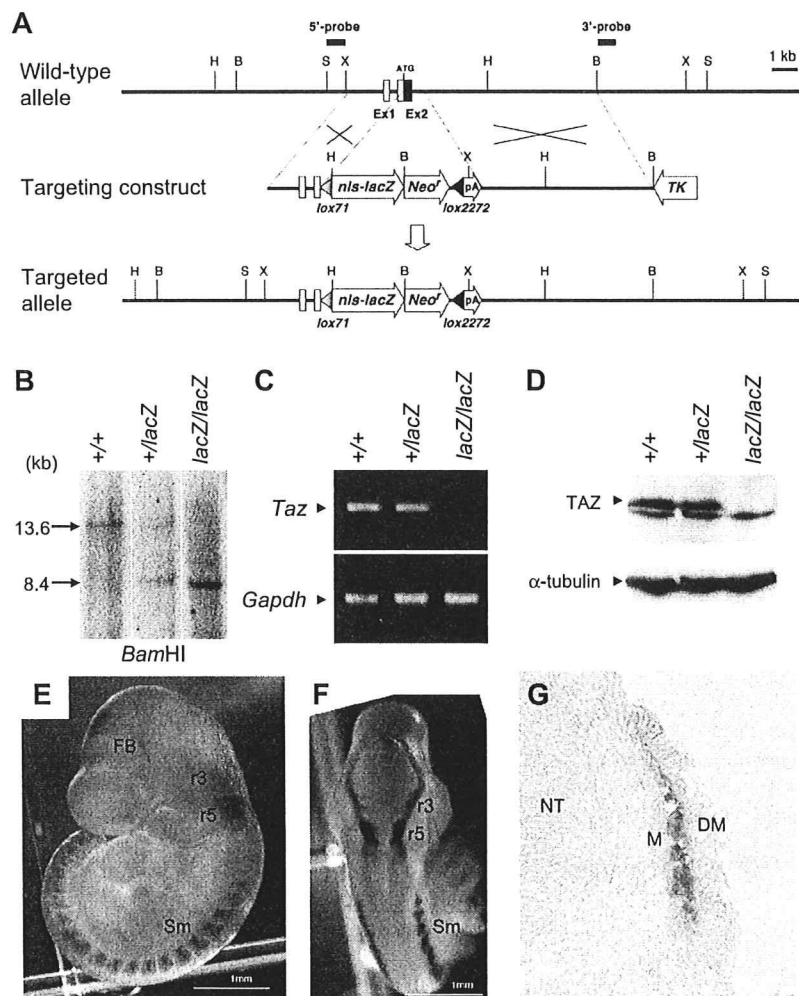 A
5'-probe
3'-probe
H B S X ATG H B X S
1 kb
Wild-type
allele
Ex1 Ex2
H B X H B
Targeting construct
nls-lacZ Neoʳ pA TK
lox71 lox2272
H B S X H B X H B X S
Targeted
allele
nls-lacZ Neoʳ pA
lox71 lox2272
B
+/+ +/lacZ lacZ/lacZ
(kb)
13.6
8.4
BamHI
C
+/+ +/lacZ lacZ/lacZ
Taz
Gapdh
D
+/+ +/lacZ lacZ/lacZ
TAZ
α-tubulin
E
FB
r3
r5
Sm
1mm
F
r3
r5
Sm
1mm
G
NT
M
DM